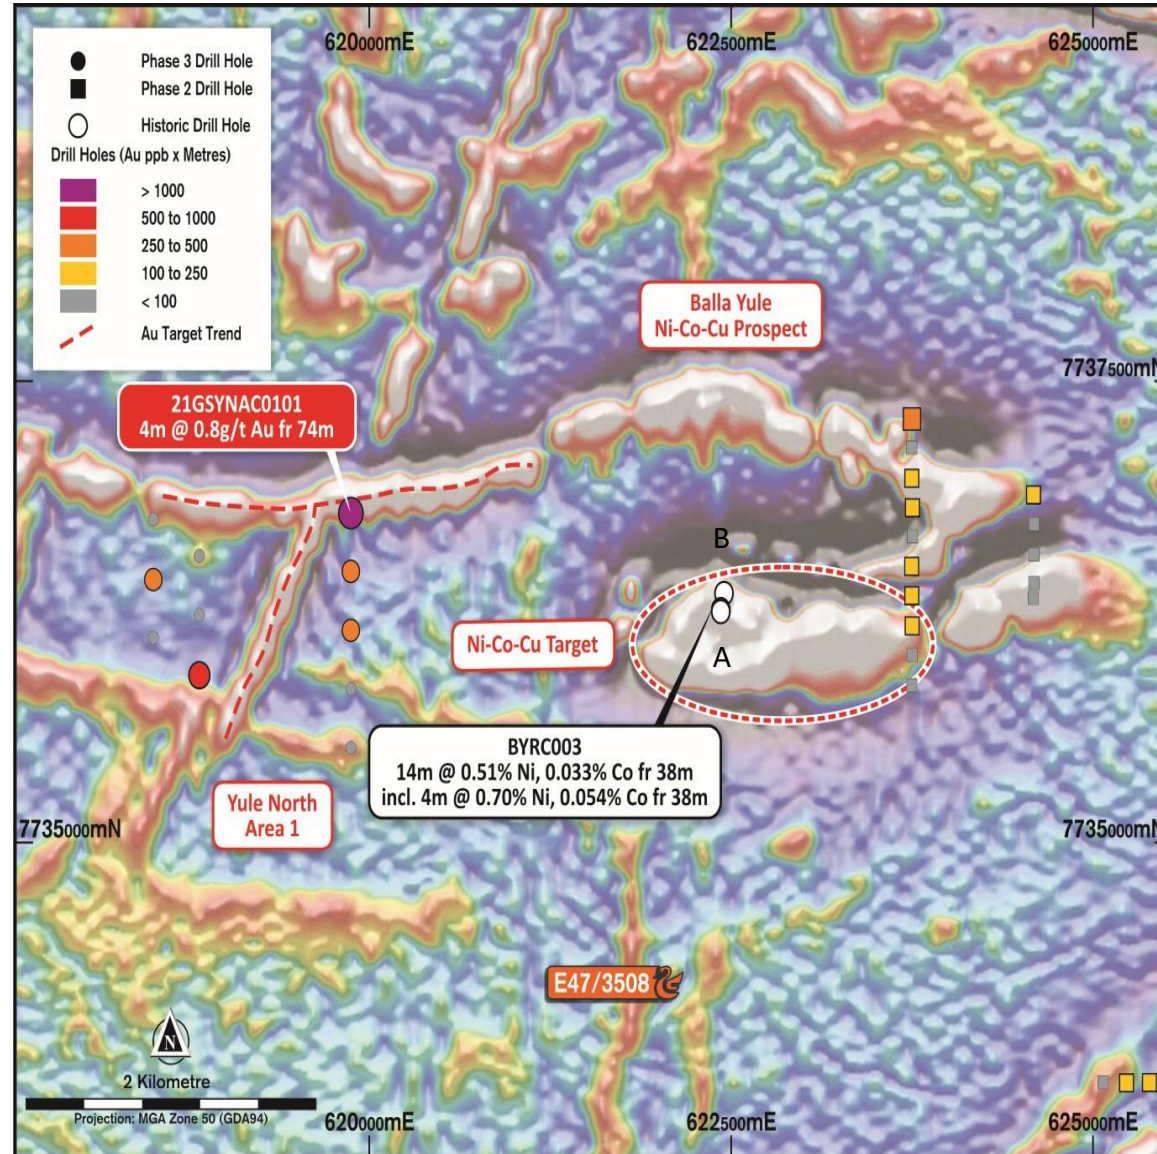 620000mE
622500mE
625000mE
Phase 3 Drill Hole
Phase 2 Drill Hole
Historic Drill Hole
Drill Holes (Au ppb x Metres)
> 1000
500 to 1000
250 to 500
100 to 250
< 100
Au Target Trend
Balla Yule
Ni-Co-Cu Prospect
7737500mN
21GSYNAC0101
4m @ 0.8g/t Au fr 74m
B
Ni-Co-Cu Target
A
BYRC003
14m @ 0.51% Ni, 0.033% Co fr 38m
incl. 4m @ 0.70% Ni, 0.054% Co fr 38m
Yule North
Area 1
7735000mN
7735000mN
E47/3508
N
2 Kilometre
Projection: MGA Zone 50 (GDA94)
620000mE
622500mE
625000mE